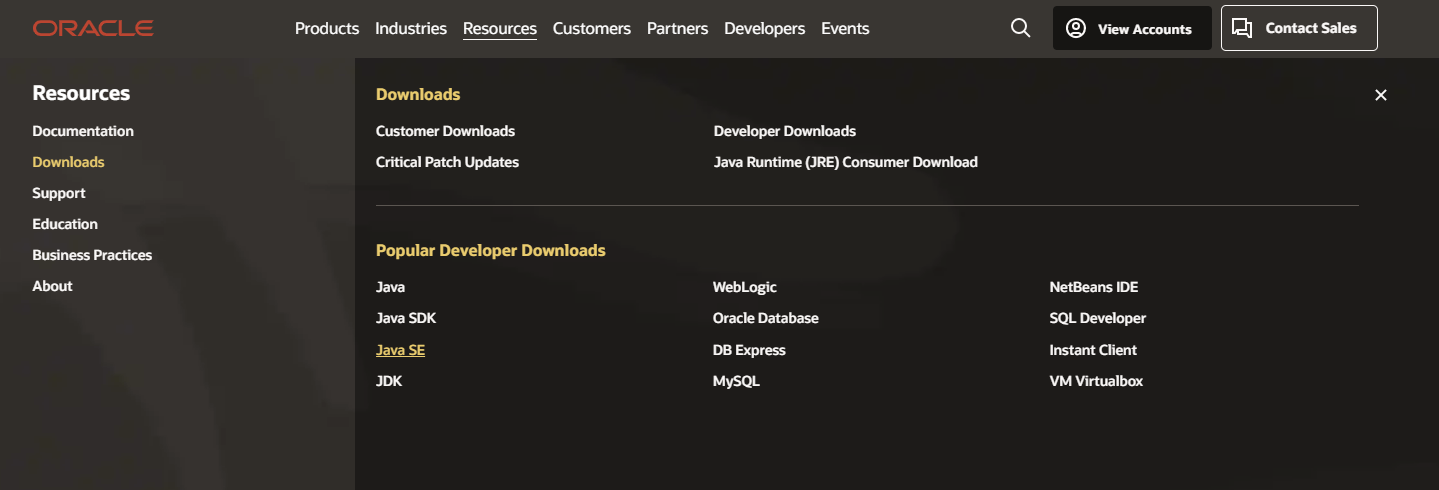 ORACLE
Products Industries Resources Customers Partners Developers Events
View Accounts
Contact Sales
Resources
Documentation
Downloads
Support
Education
Business Practices
About
Downloads
Customer Downloads Developer Downloads
Critical Patch Updates Java Runtime (JRE) Consumer Download
Popular Developer Downloads
Java WebLogic NetBeans IDE
Java SDK Oracle Database SQL Developer
Java SE DB Express Instant Client
JDK MySQL VM Virtualbox